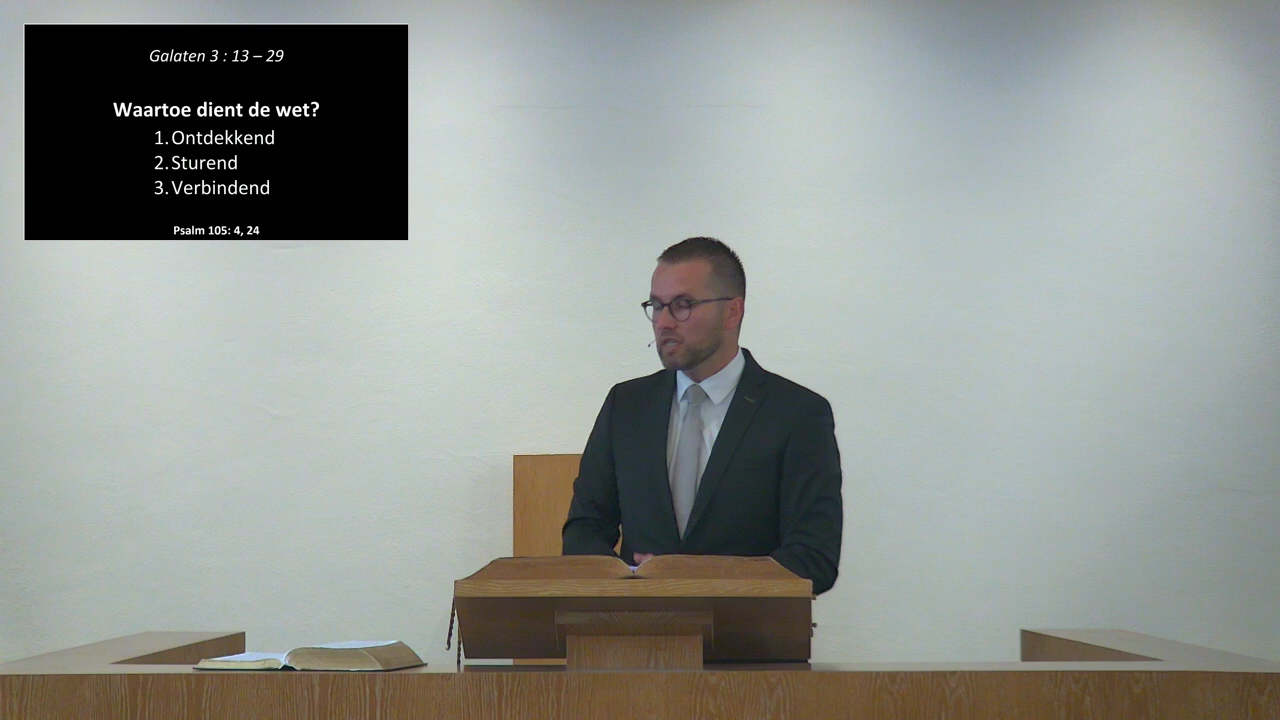 Galaten 3 : 13 – 29
Waartoe dient de wet?
1. Ontdekkend
2. Sturend
3. Verbindend
Psalm 105: 4, 24